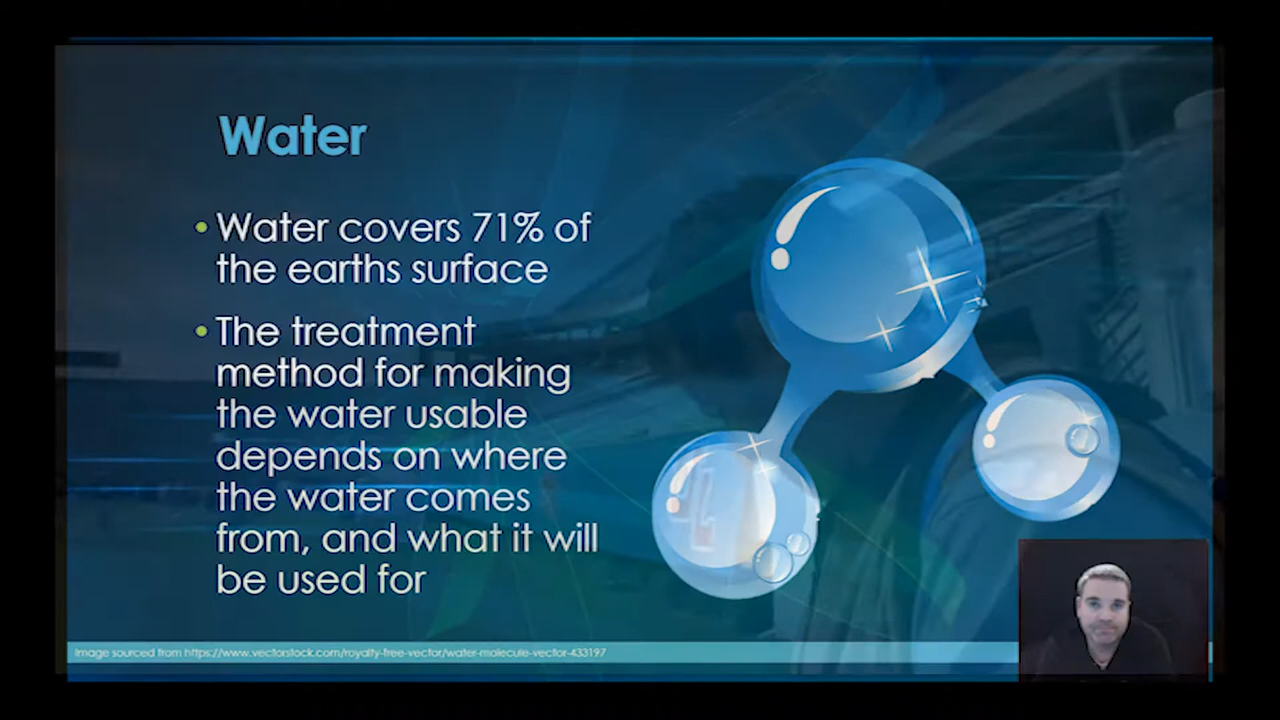 Water
• Water covers 71% of
the earths surface
• The treatment
method for making
the water usable
depends on where
the water comes
from, and what it will
be used for
Image sourced from https://www.vectorstock.com/royalty-free-vector/water-molecule-vector-433197